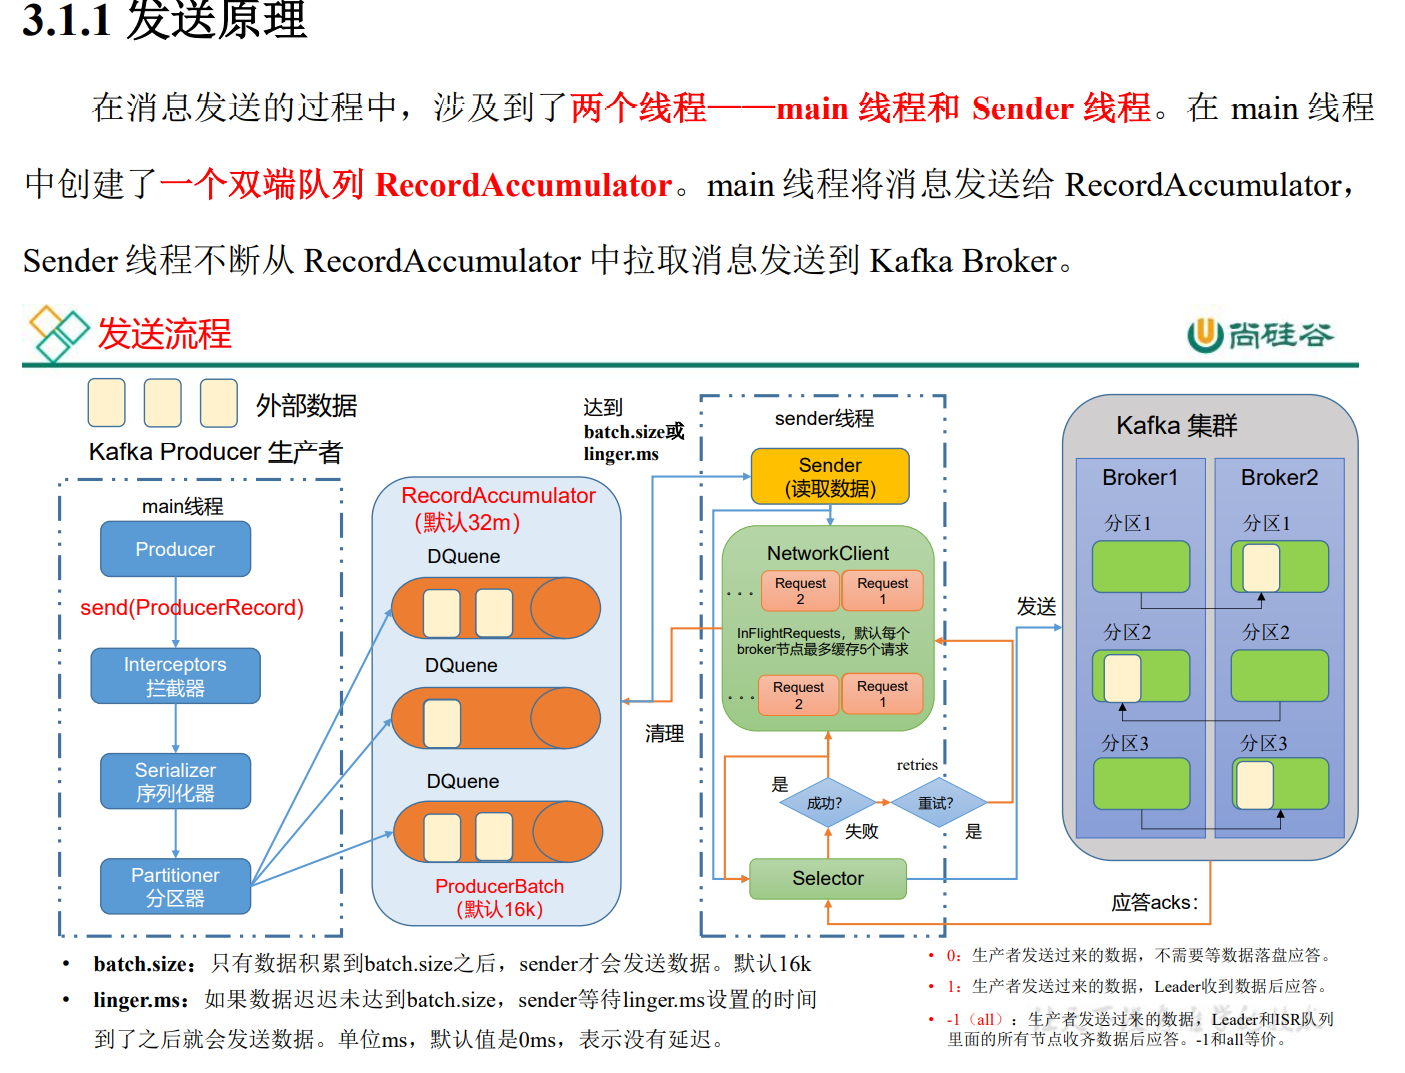 3.1.1 发送原理
在消息发送的过程中，涉及到了两个线程——main 线程和 Sender 线程。在 main 线程
中创建了一个双端队列 RecordAccumulator。main 线程将消息发送给 RecordAccumulator，
Sender 线程不断从 RecordAccumulator 中拉取消息发送到 Kafka Broker。
发送流程
尚硅谷
外部数据
Kafka Producer 生产者
main线程
Producer
send(ProducerRecord)
Interceptors
拦截器
Serializer
序列化器
Partitioner
分区器
RecordAccumulator
（默认32m）
DQuene
DQuene
DQuene
ProducerBatch
（默认16k）
达到
batch.size或
linger.ms
清理
sender线程
Sender
(读取数据)
NetworkClient
...
Request
2
Request
1
InFlightRequests，默认每个
broker节点最多缓存5个请求
...
Request
2
Request
1
retries
是
成功?
重试?
失败
是
Selector
发送
Kafka 集群
Broker1
Broker2
分区1
分区1
分区2
分区2
分区3
分区3
应答acks：
• batch.size：只有数据积累到batch.size之后，sender才会发送数据。默认16k
• linger.ms：如果数据迟迟未达到batch.size，sender等待linger.ms设置的时间
到了之后就会发送数据。单位ms，默认值是0ms，表示没有延迟。
• 0：生产者发送过来的数据，不需要等数据落盘应答。
• 1：生产者发送过来的数据，Leader收到数据后应答。
• -1（all）：生产者发送过来的数据，Leader和ISR队列
里面的所有节点收齐数据后应答。-1和all等价。